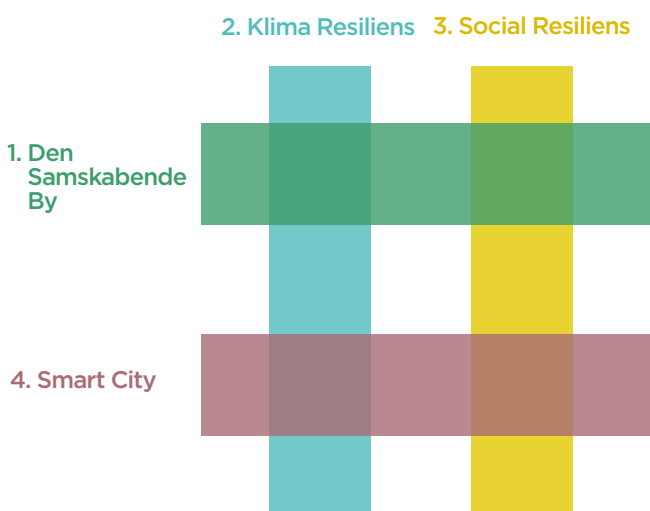 2. Klima Resiliens
3. Social Resiliens
1. Den
Samskabende
By
4. Smart City